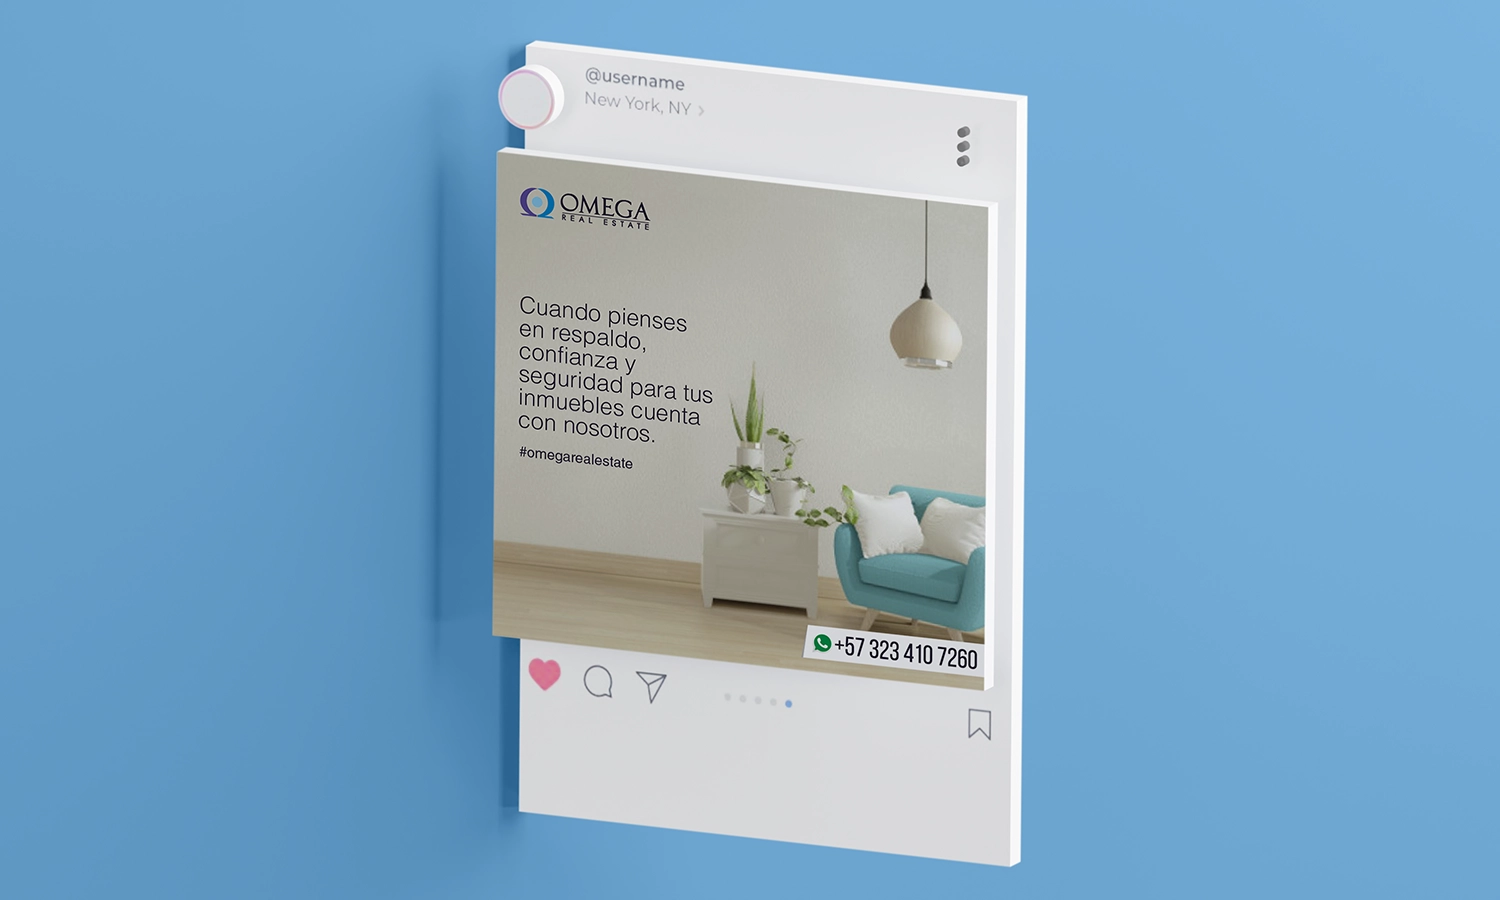 @username
New York, NY >
OMEGA
REAL ESTATE
Cuando pienses
en respaldo,
confianza y
seguridad para tus
inmuebles cuenta
con nosotros.
#omegarealestate
+57 323 410 7260